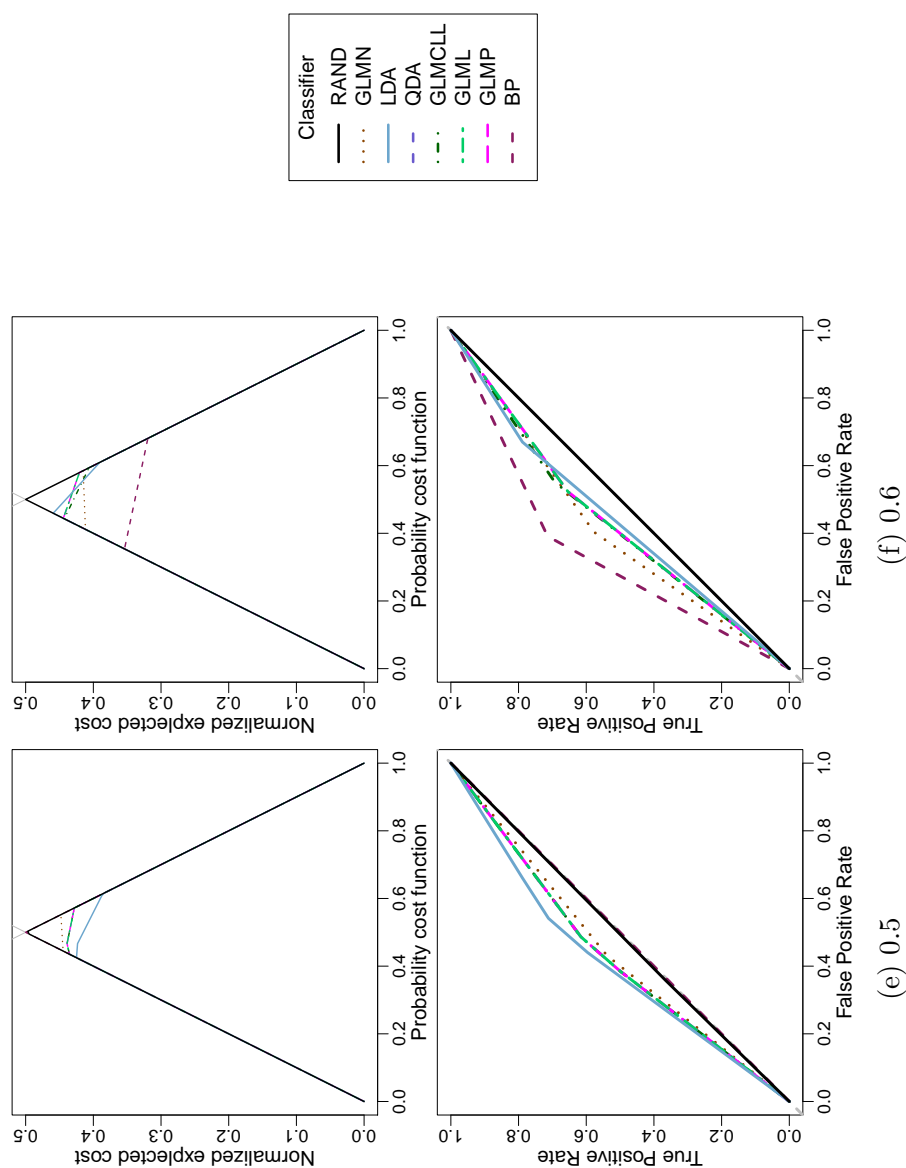 0.0 0.1 0.2 0.3 0.4 0.5
Normalized explected cost
0.0 0.2 0.4 0.6 0.8 1.0
Probability cost function
0.0 0.2 0.4 0.6 0.8 1.0
True Positive Rate
0.0 0.2 0.4 0.6 0.8 1.0
False Positive Rate
(e) 0.5
0.0 0.1 0.2 0.3 0.4 0.5
Normalized explected cost
0.0 0.2 0.4 0.6 0.8 1.0
Probability cost function
0.0 0.2 0.4 0.6 0.8 1.0
True Positive Rate
0.0 0.2 0.4 0.6 0.8 1.0
False Positive Rate
(f) 0.6
Classifier
RAND
GLMN
LDA
QDA
GLMCLL
GLML
GLMP
BP